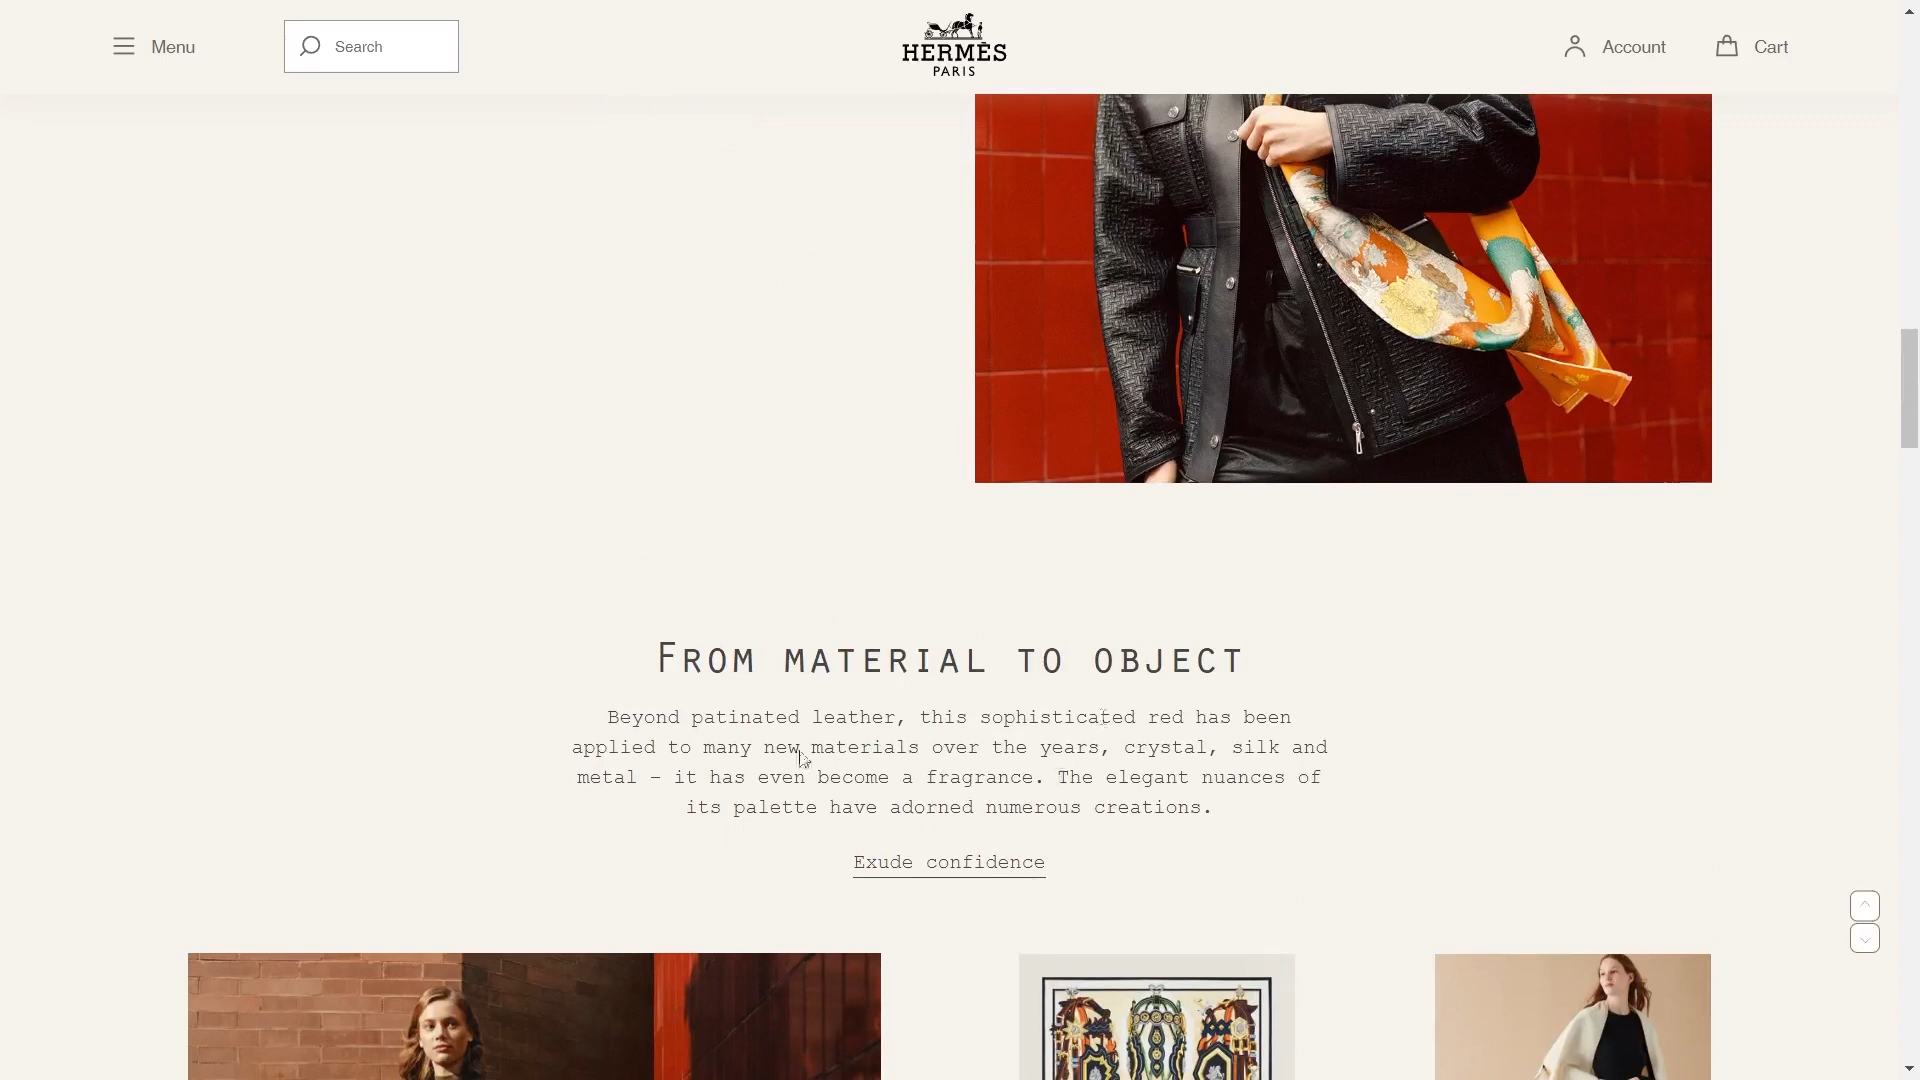 Menu
Search
HERMÈS
PARIS
Account
Cart
From material to object
Beyond patinated leather, this sophisticated red has been
applied to many new materials over the years, crystal, silk and
metal – it has even become a fragrance. The elegant nuances of
its palette have adorned numerous creations.
Exude confidence